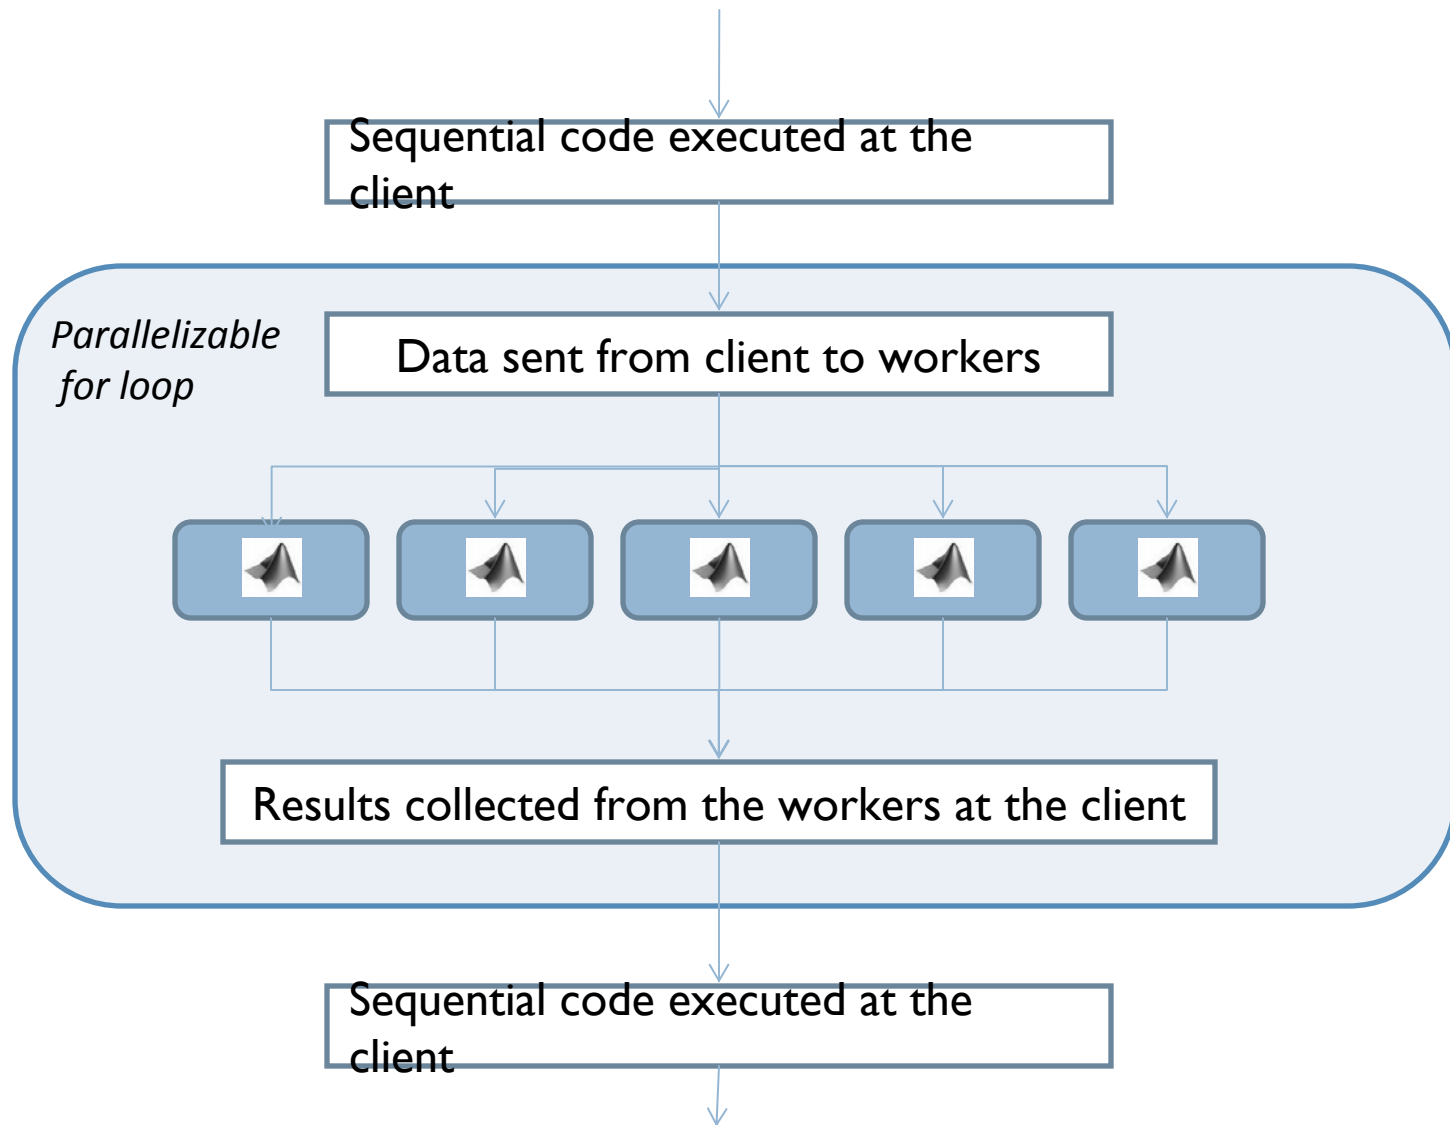 Sequential code executed at the
client
Parallelizable
for loop
Data sent from client to workers
Results collected from the workers at the client
Sequential code executed at the
client